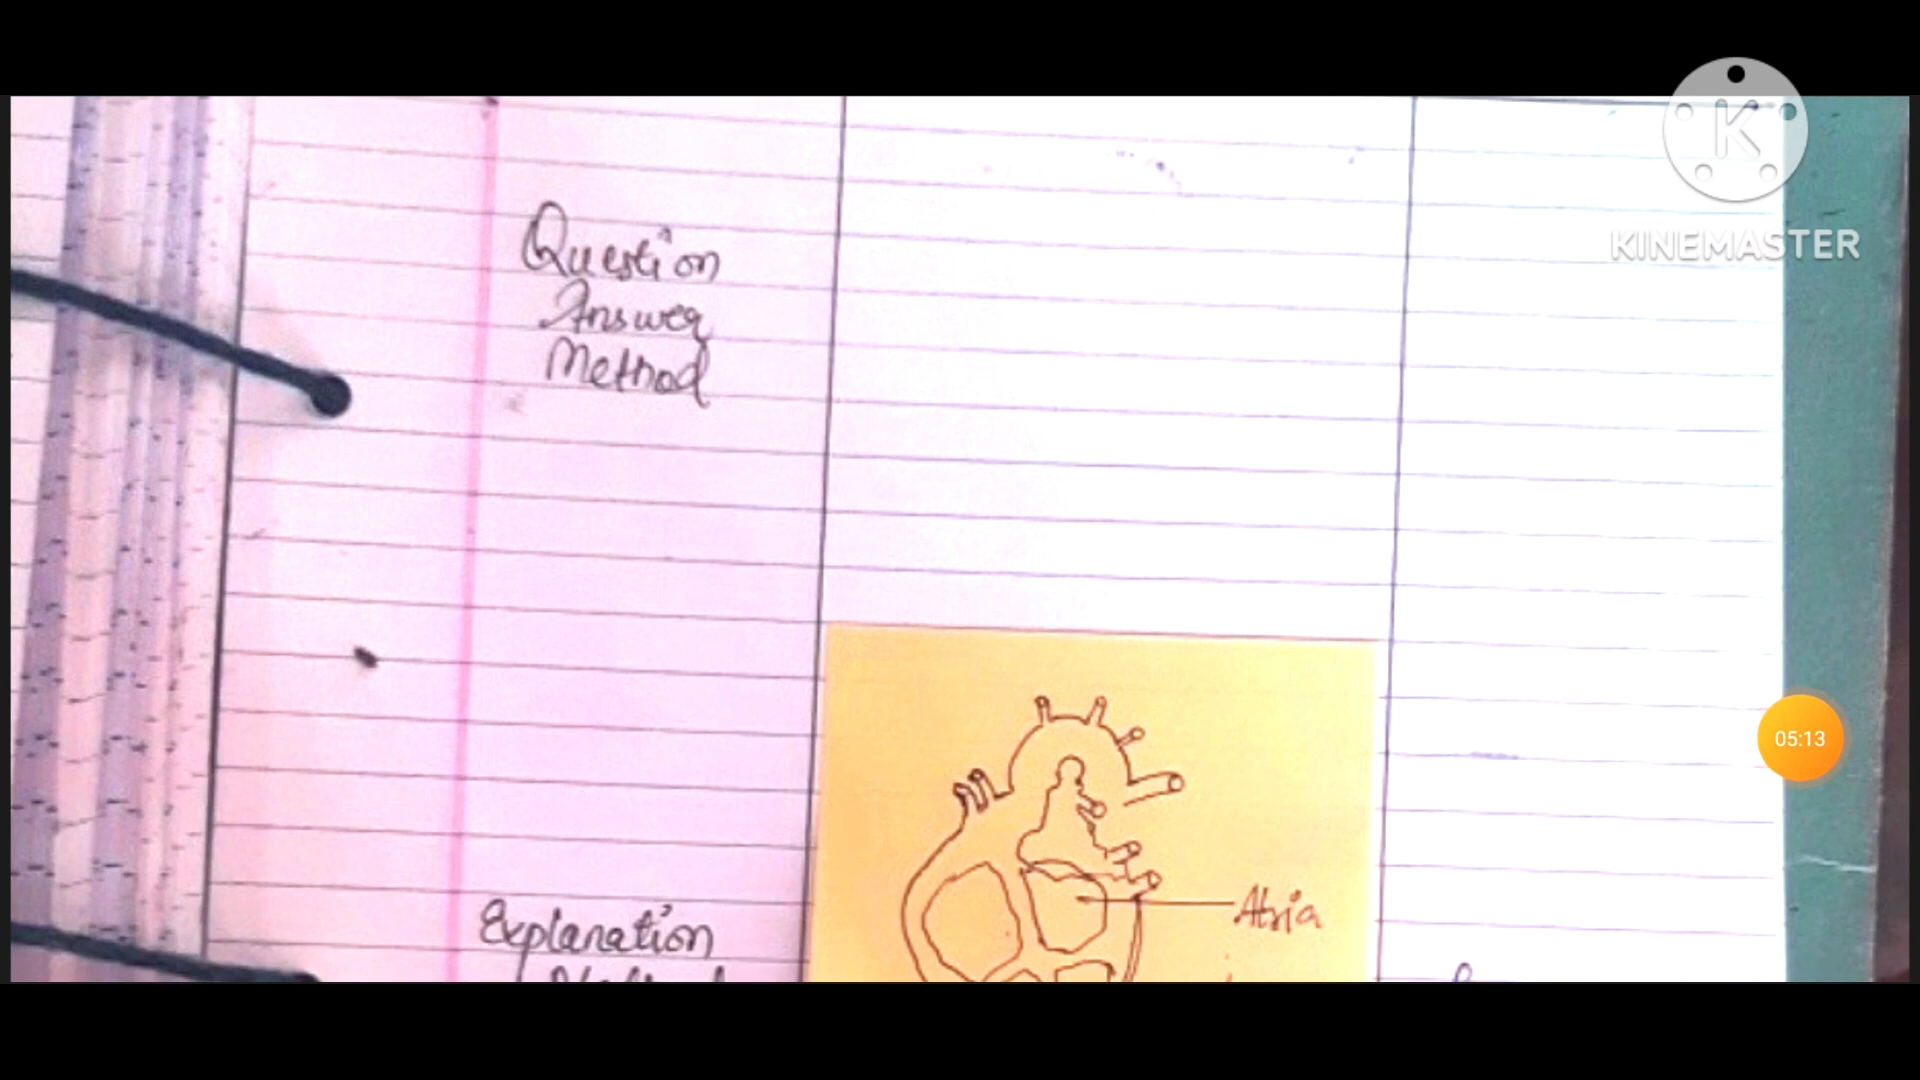 K
KINEMASTER
Question
Answer
Method
05:13
Atria
Explanation